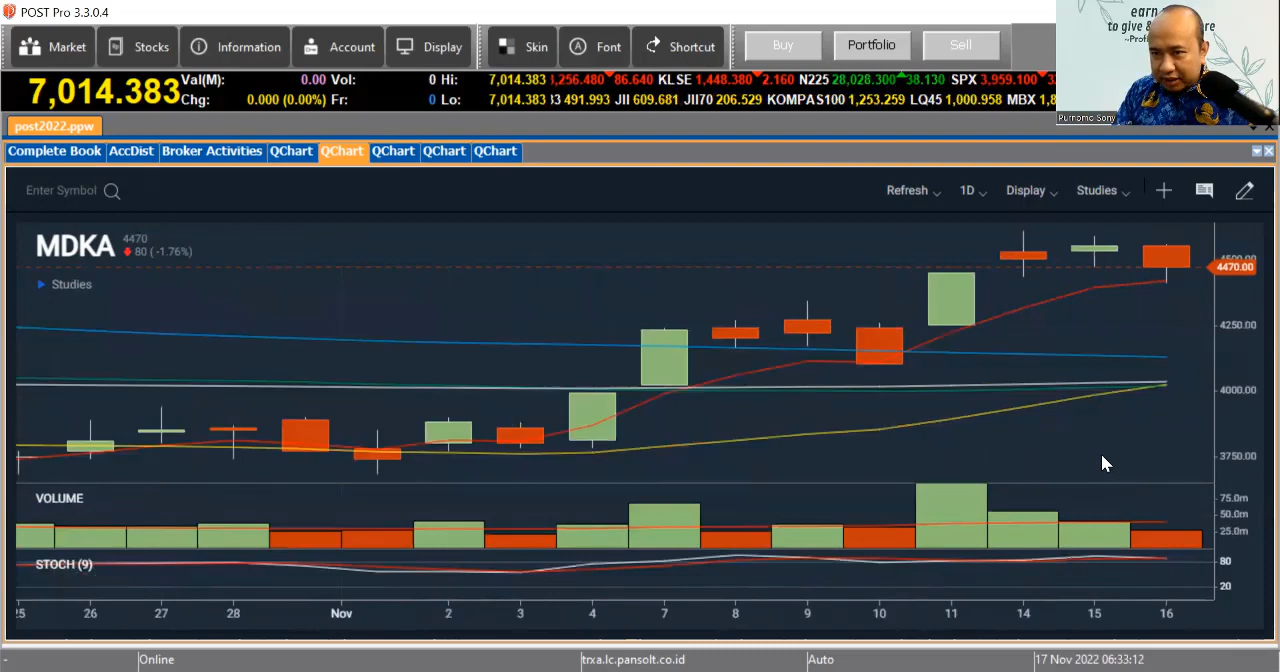 POST Pro 3.3.0.4
Market Stocks Information Account Display Skin Font Shortcut Buy Portfolio Sell
earn
to give & re
Purnomo Sony
7,014.383
Val(M): 0.00 Vol: 0 Hi: 7,014.383
Chg: 0.000 (0.00%) Fr: 0 Lo: 7,014.383
,256.480 86.640 KLSE 1,448.380 2.160 N225 28,028.300 38.130 SPX 3,959.100
491.993 JII 609.681 JII70 206.529 KOMPAS100 1,253.259 LQ45 1,000.958 MBX 1,8
post2022.ppw
Complete Book AccDist Broker Activities QChart QChart QChart QChart QChart
Enter Symbol Refresh 1D Display Studies
MDKA 4470
80 (-1.76%)
Studies
4500.00
4470.00
4250.00
4000.00
3750.00
VOLUME
75.0m
50.0m
25.0m
STOCH (9)
80
20
25 26 27 28 Nov 2 3 4 7 8 9 10 11 14 15 16
- Online trxa.lc.pansolt.co.id Auto 17 Nov 2022 06:33:12